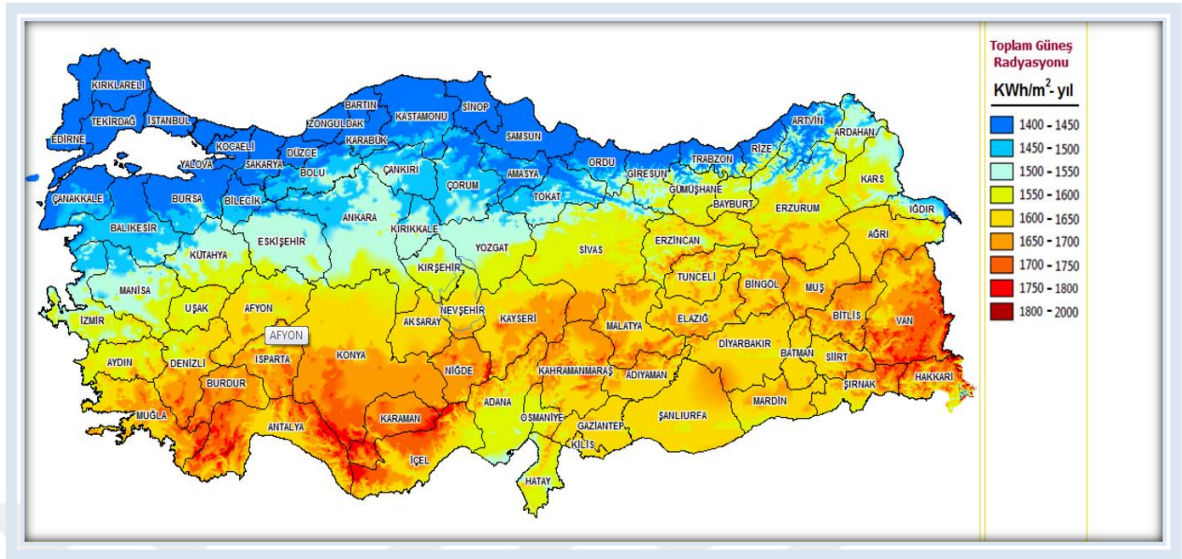 KIRKLARELİ
TEKİRDAĞ
İSTANBUL
EDİRNE
KOCAELİ
YALOVA
SAKARYA
DÜZCE
ZONGULDAK
BARTIN
KARABÜK
KASTAMONU
SİNOP
SAMSUN
BOLU
ÇANKIRI
ÇORUM
AMASYA
ORDU
TOKAT
GİRESUN
TRABZON
RİZE
ARTVİN
ARDAHAN
KARS
GÜMÜŞHANE
BAYBURT
ERZURUM
IĞDIR
AĞRI
ÇANAKKALE
BURSA
BİLECİK
BALIKESİR
ESKİŞEHİR
ANKARA
KIRIKKALE
YOZGAT
SİVAS
ERZİNCAN
KÜTAHYA
KIRŞEHİR
TUNCELİ
BİNGÖL
MUŞ
MANİSA
UŞAK
AFYON
NEVŞEHİR
AKSARAY
KAYSERİ
MALATYA
ELAZIĞ
BİTLİS
VAN
İZMİR
AFYON
DİYARBAKIR
BATMAN
SİİRT
AYDIN
DENİZLİ
ISPARTA
KONYA
NİĞDE
KAHRAMANMARAŞ
ADIYAMAN
ŞIRNAK
HAKKARİ
BURDUR
MUĞLA
ANTALYA
KARAMAN
ADANA
OSMANİYE
GAZİANTEP
ŞANLIURFA
MARDİN
KİLİS
İÇEL
HATAY
Toplam Güneş
Radyasyonu
KWh/m²- yıl
1400 - 1450
1450 - 1500
1500 - 1550
1550 - 1600
1600 - 1650
1650 - 1700
1700 - 1750
1750 - 1800
1800 - 2000